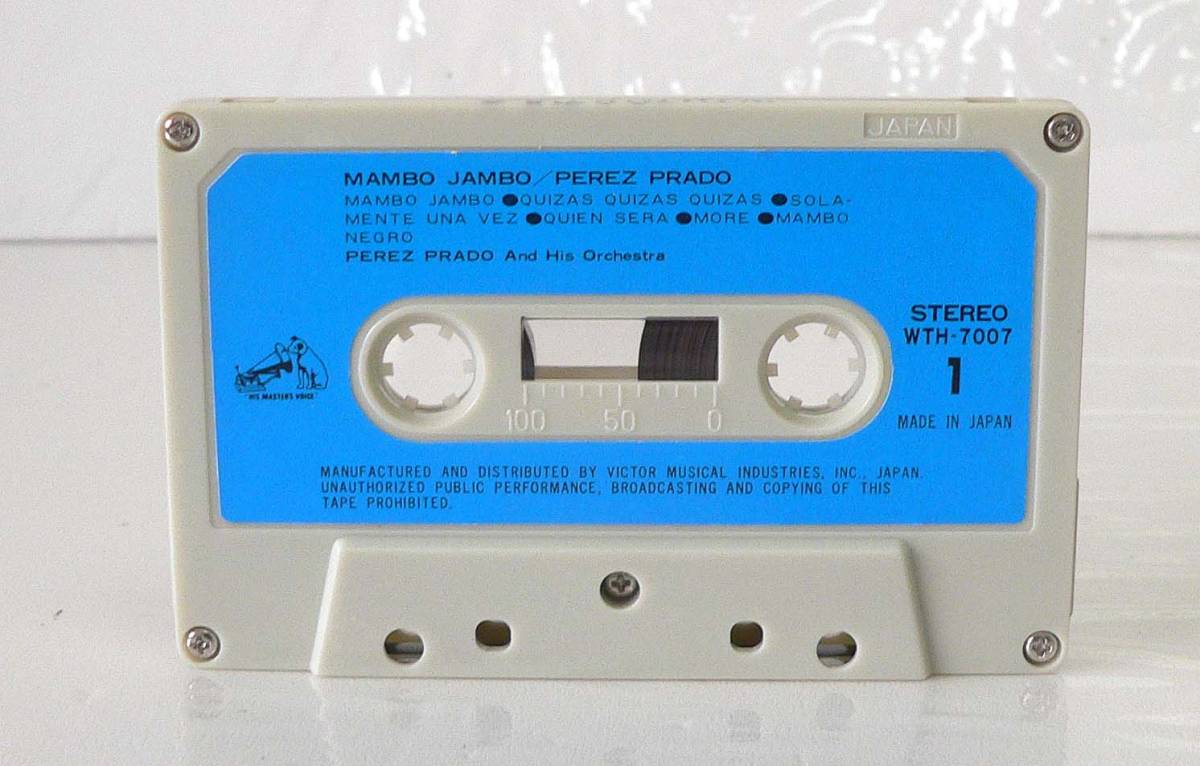 JAPAN
MAMBO JAMBO/PEREZ PRADO
MAMBO JAMBO ●QUIZAS QUIZAS QUIZAS ●SOLA-
MENTE UNA VEZ ●QUIEN SERA ●MORE ●MAMBO
NEGRO
PEREZ PRADO And His Orchestra
STEREO
WTH-7007
1
MADE IN JAPAN
"HIS MASTER'S VOICE"
100 50 0
MANUFACTURED AND DISTRIBUTED BY VICTOR MUSICAL INDUSTRIES, INC., JAPAN.
UNAUTHORIZED PUBLIC PERFORMANCE, BROADCASTING AND COPYING OF THIS
TAPE PROHIBITED.